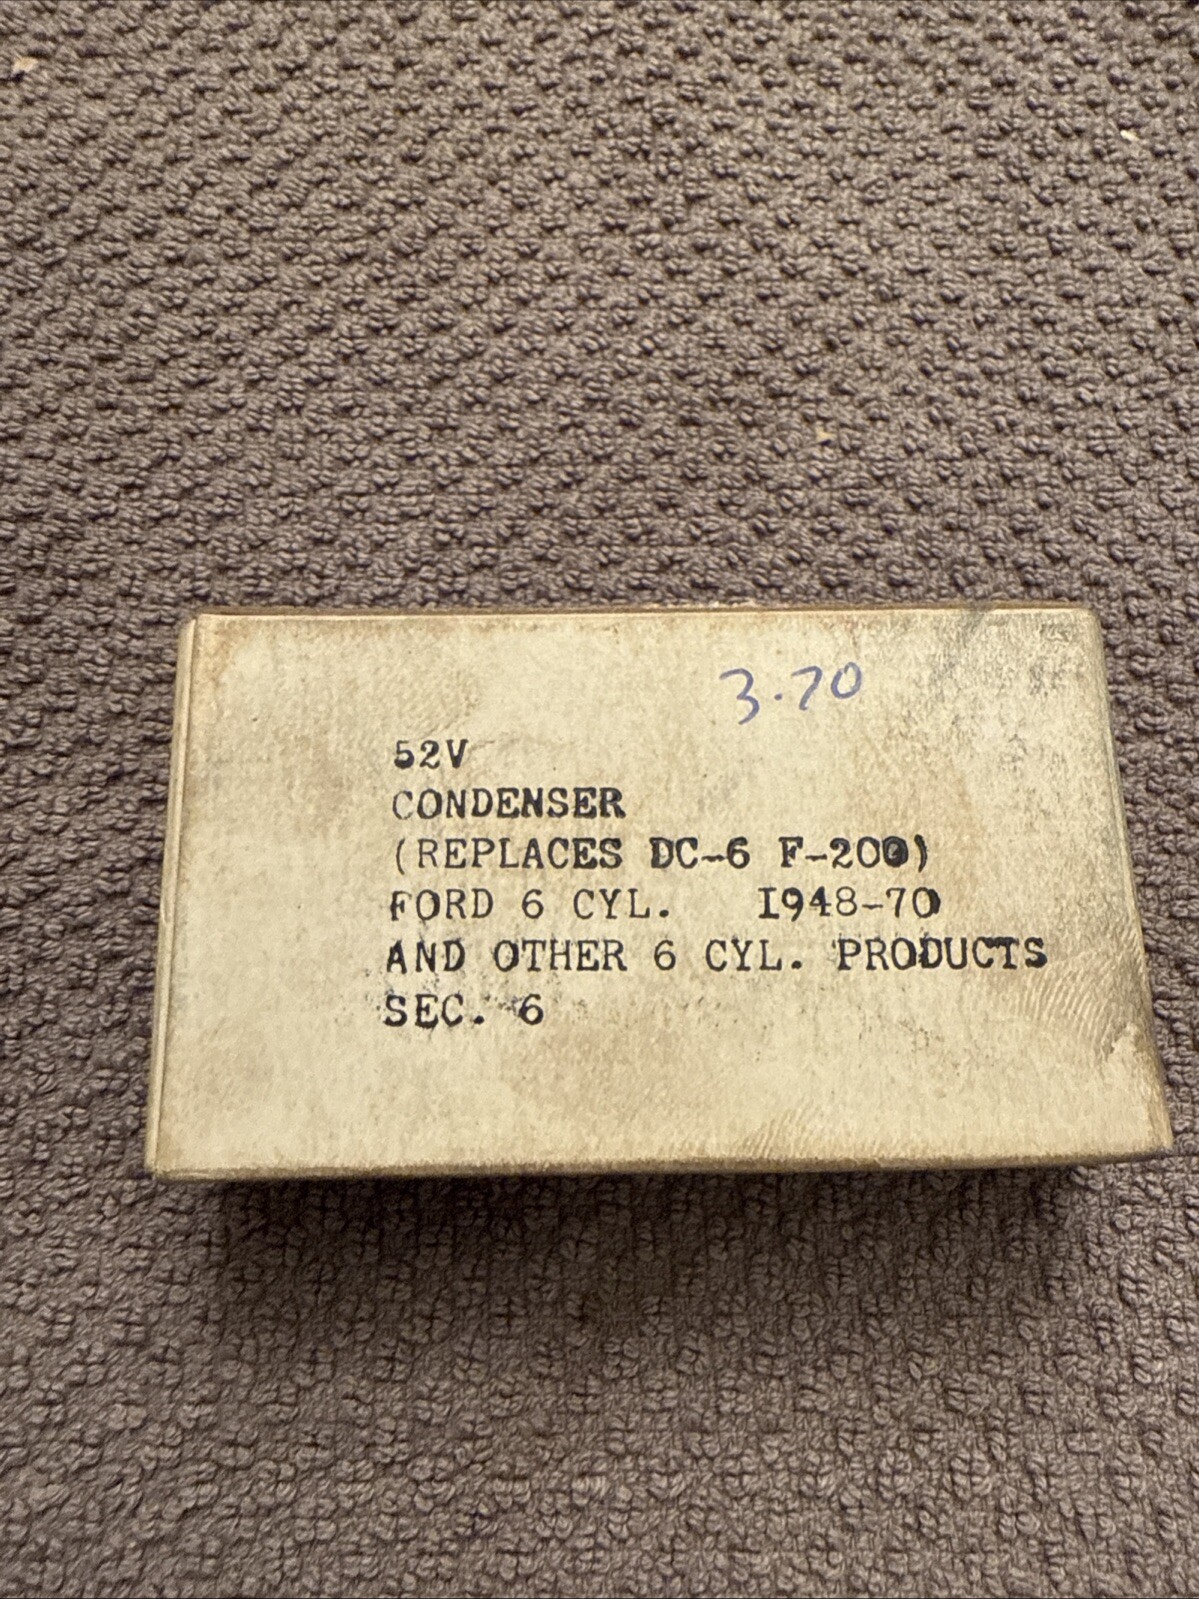 3.70
52V
CONDENSER
(REPLACES DC-6 F-200)
FORD 6 CYL. 1948-70
AND OTHER 6 CYL. PRODUCTS
SEC. 6